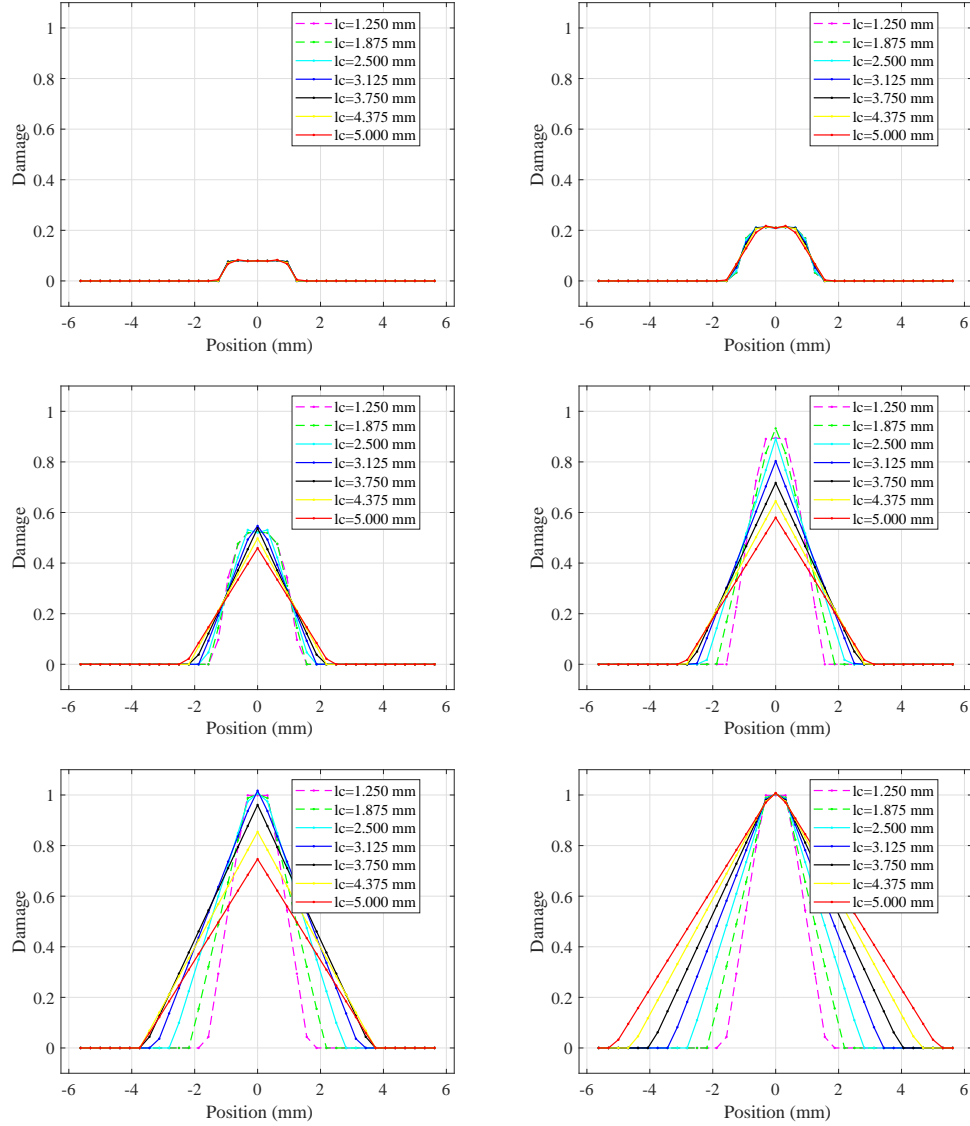 1
0.8
0.6
0.4
0.2
0
Damage
-6 -4 -2 0 2 4 6
Position (mm)
lc=1.250 mm
lc=1.875 mm
lc=2.500 mm
lc=3.125 mm
lc=3.750 mm
lc=4.375 mm
lc=5.000 mm
1
0.8
0.6
0.4
0.2
0
Damage
-6 -4 -2 0 2 4 6
Position (mm)
lc=1.250 mm
lc=1.875 mm
lc=2.500 mm
lc=3.125 mm
lc=3.750 mm
lc=4.375 mm
lc=5.000 mm
1
0.8
0.6
0.4
0.2
0
Damage
-6 -4 -2 0 2 4 6
Position (mm)
lc=1.250 mm
lc=1.875 mm
lc=2.500 mm
lc=3.125 mm
lc=3.750 mm
lc=4.375 mm
lc=5.000 mm
1
0.8
0.6
0.4
0.2
0
Damage
-6 -4 -2 0 2 4 6
Position (mm)
lc=1.250 mm
lc=1.875 mm
lc=2.500 mm
lc=3.125 mm
lc=3.750 mm
lc=4.375 mm
lc=5.000 mm
1
0.8
0.6
0.4
0.2
0
Damage
-6 -4 -2 0 2 4 6
Position (mm)
lc=1.250 mm
lc=1.875 mm
lc=2.500 mm
lc=3.125 mm
lc=3.750 mm
lc=4.375 mm
lc=5.000 mm
1
0.8
0.6
0.4
0.2
0
Damage
-6 -4 -2 0 2 4 6
Position (mm)
lc=1.250 mm
lc=1.875 mm
lc=2.500 mm
lc=3.125 mm
lc=3.750 mm
lc=4.375 mm
lc=5.000 mm